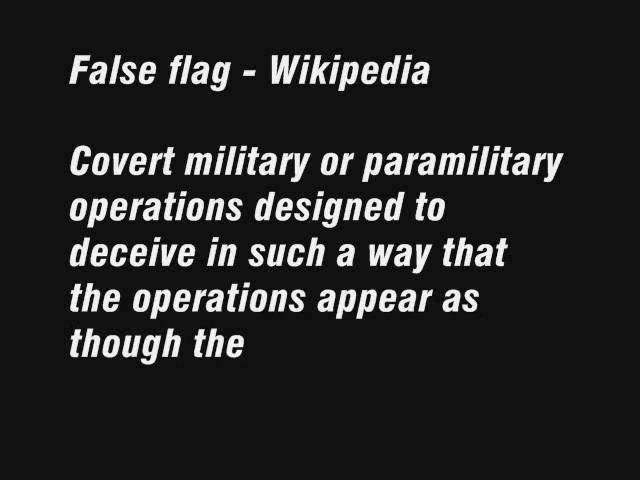 False flag - Wikipedia
Covert military or paramilitary
operations designed to
deceive in such a way that
the operations appear as
though the